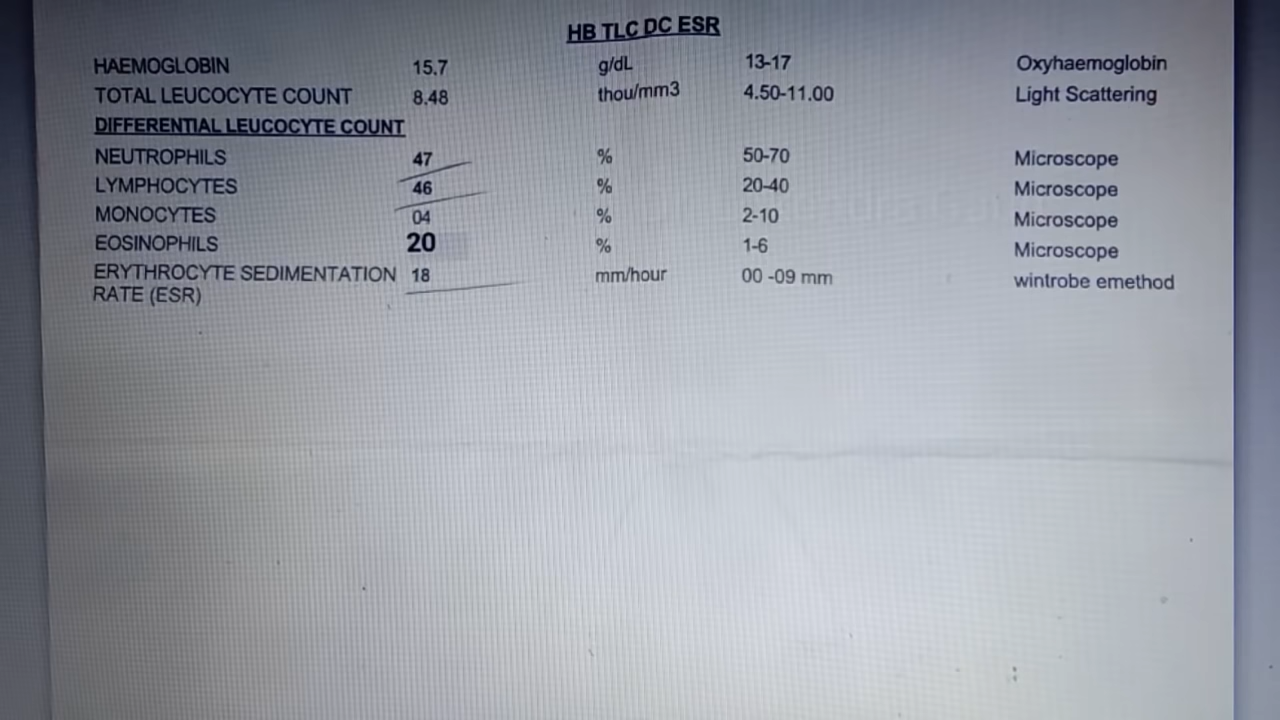 HB TLC DC ESR
HAEMOGLOBIN 15.7 g/dL 13-17 Oxyhaemoglobin
TOTAL LEUCOCYTE COUNT 8.48 thou/mm3 4.50-11.00 Light Scattering
DIFFERENTIAL LEUCOCYTE COUNT
NEUTROPHILS 47 % 50-70 Microscope
LYMPHOCYTES 46 % 20-40 Microscope
MONOCYTES 04 % 2-10 Microscope
EOSINOPHILS 20 % 1-6 Microscope
ERYTHROCYTE SEDIMENTATION 18 mm/hour 00 -09 mm wintrobe emethod
RATE (ESR)